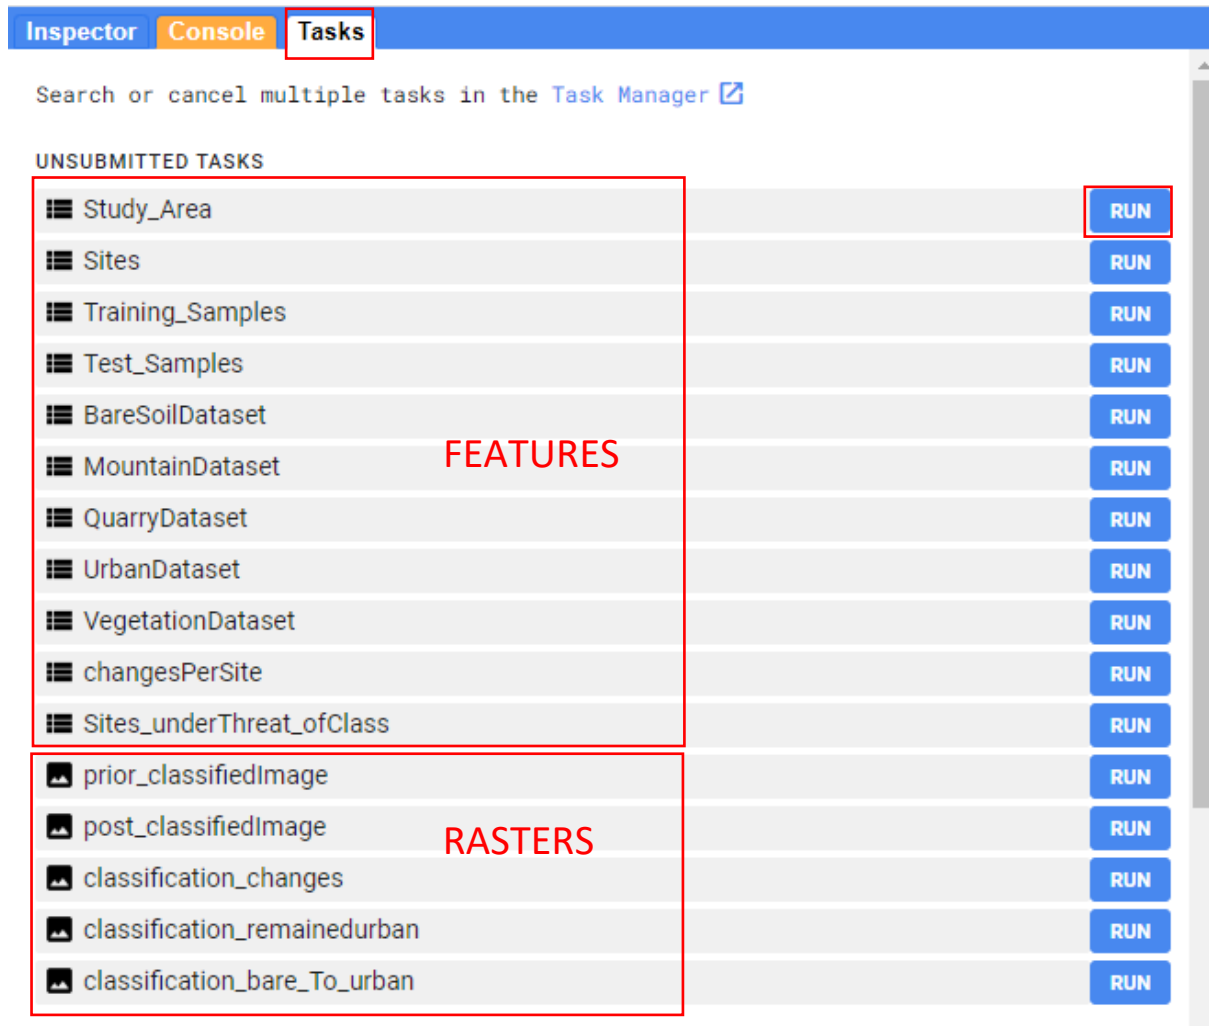 Inspector Console Tasks
Search or cancel multiple tasks in the Task Manager
UNSUBMITTED TASKS
Study_Area RUN
Sites RUN
Training_Samples RUN
Test_Samples RUN
BareSoilDataset RUN
FEATURES
MountainDataset RUN
QuarryDataset RUN
UrbanDataset RUN
VegetationDataset RUN
changesPerSite RUN
Sites_underThreat_ofClass RUN
prior_classifiedImage RUN
post_classifiedImage RUN
RASTERS
classification_changes RUN
classification_remainedurban RUN
classification_bare_To_urban RUN